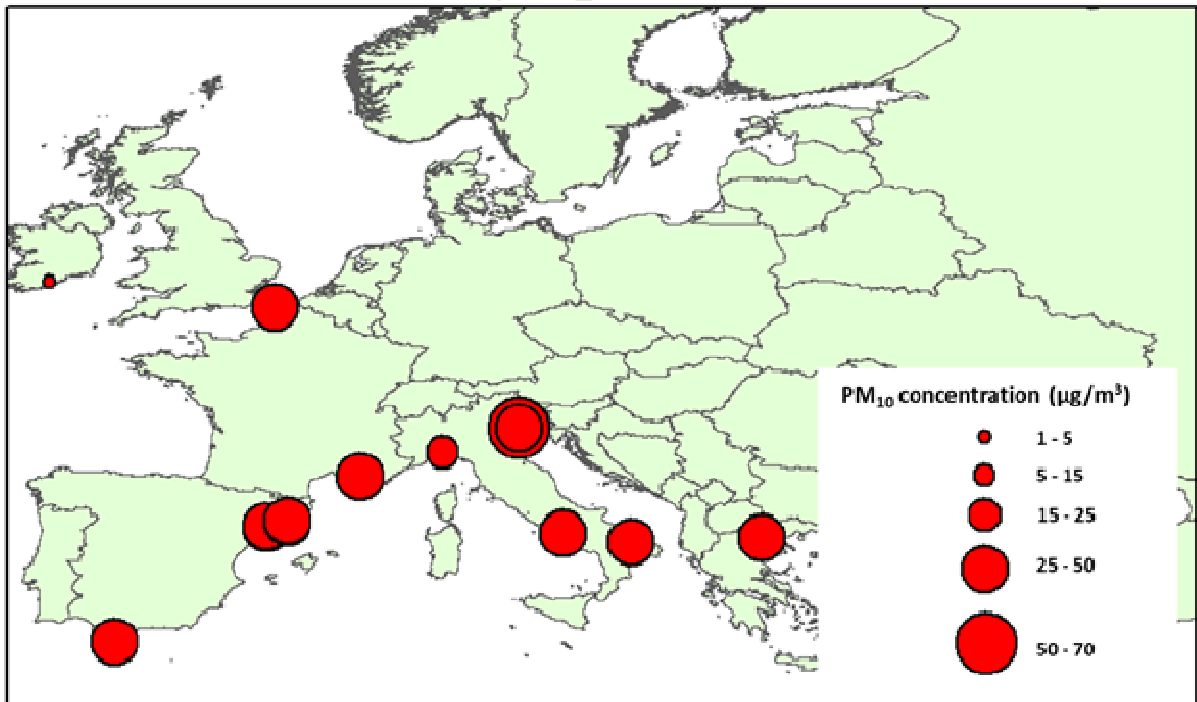 PM₁₀ concentration (µg/m³)
1 - 5
5 - 15
15 - 25
25 - 50
50 - 70